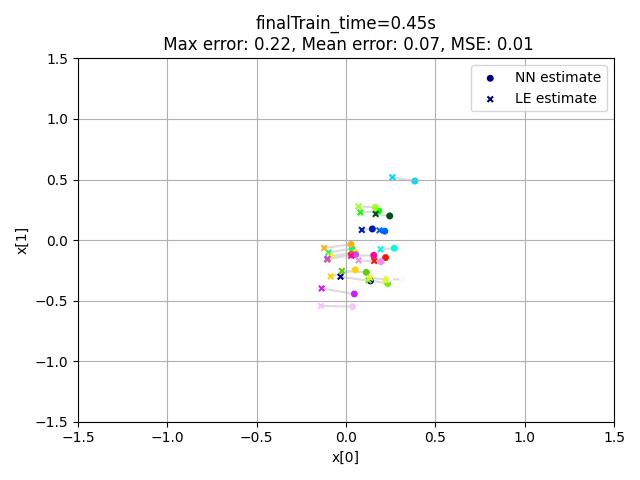 finalTrain_time=0.45s
Max error: 0.22, Mean error: 0.07, MSE: 0.01
1.5
NN estimate
LE estimate
1.0
0.5
x[1]
0.0
−0.5
−1.0
−1.5
−1.5 −1.0 −0.5 0.0 0.5 1.0 1.5
x[0]